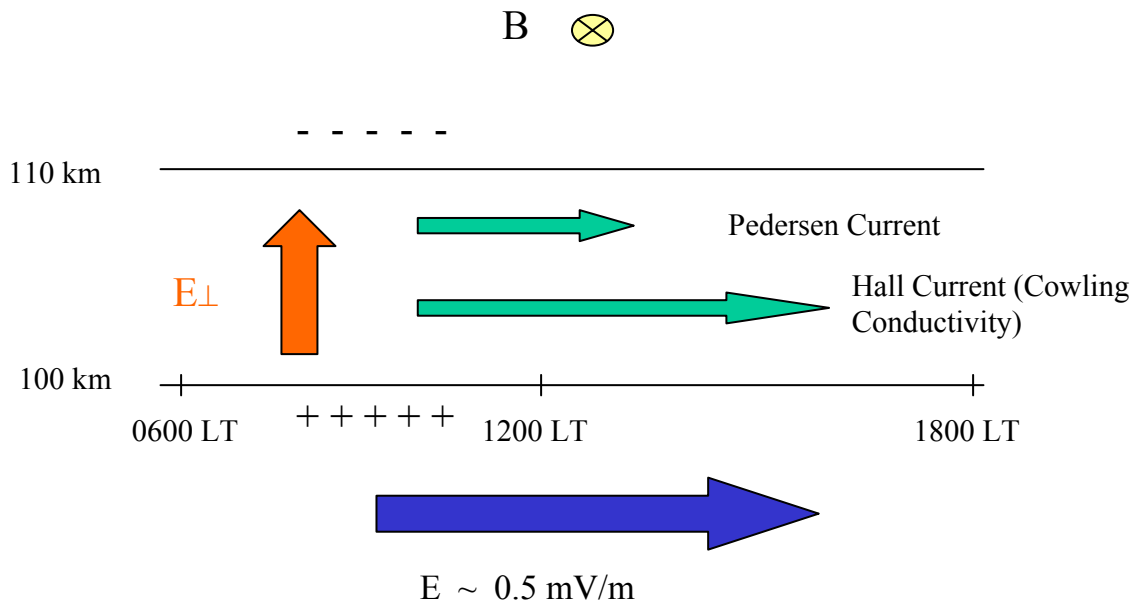 B
- - - - -
110 km
Pedersen Current
E⊥
Hall Current (Cowling
Conductivity)
100 km
+ + + + +
0600 LT
1200 LT
1800 LT
E ~ 0.5 mV/m